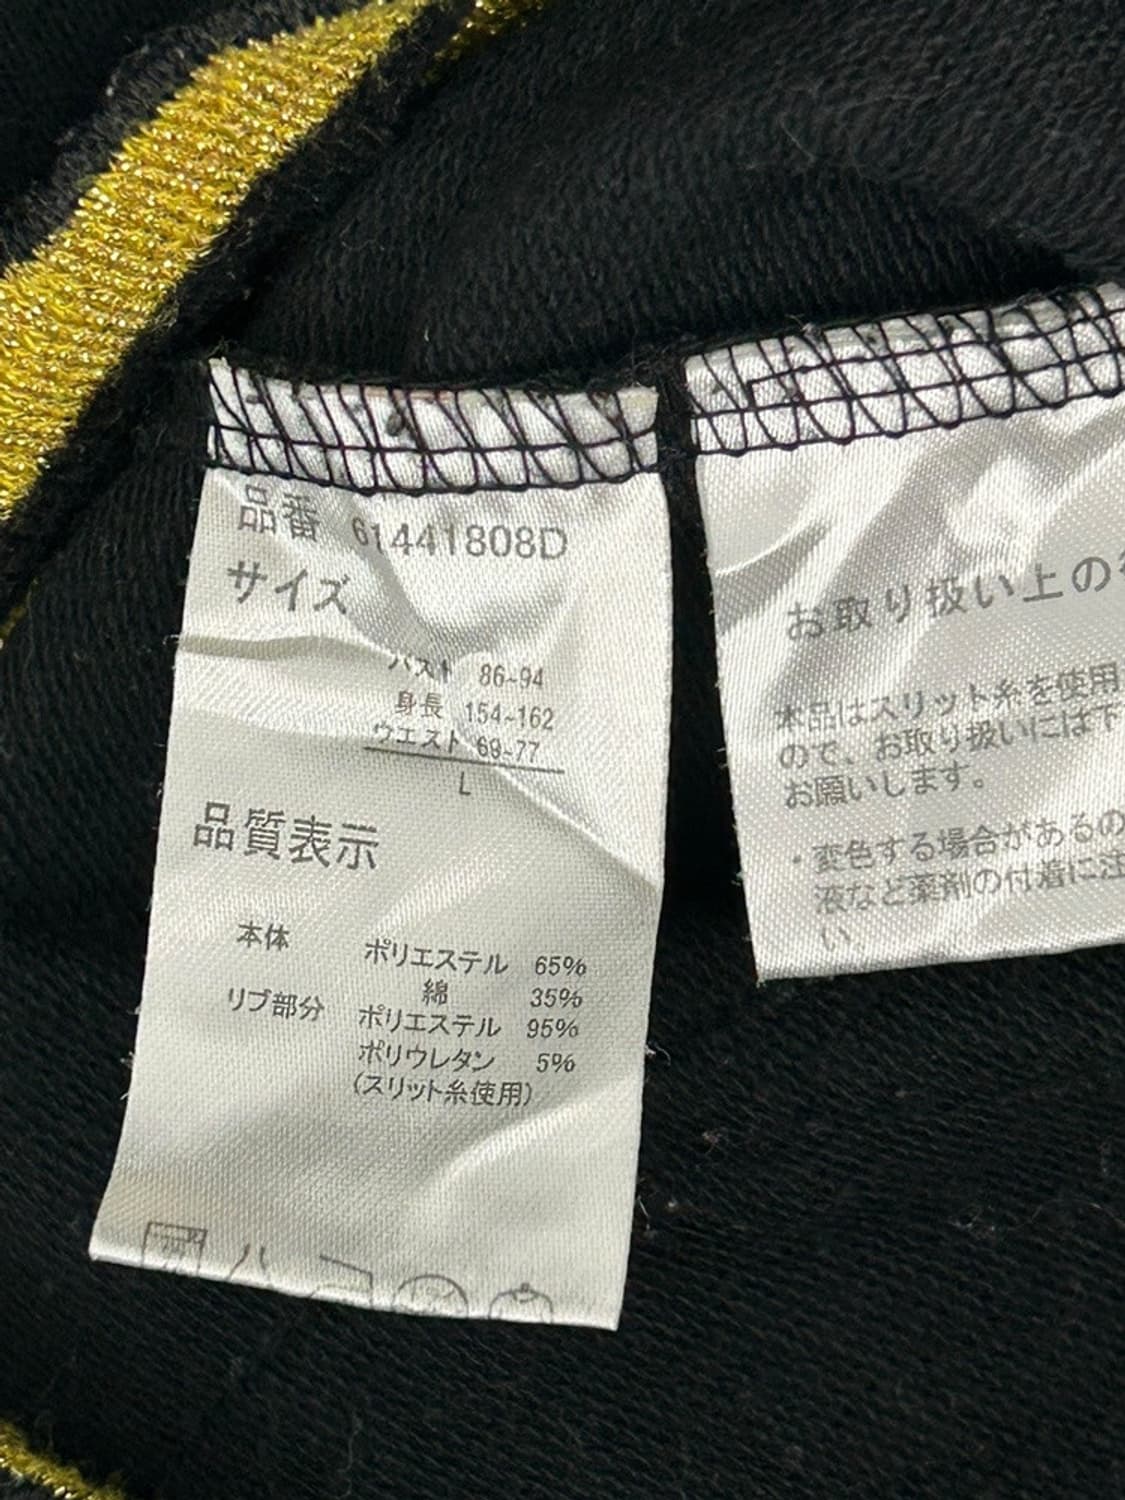 品番 61441808D
サイズ
バスト 86~94
身長 154~162
ウエスト 69~77
L
品質表示
本体 ポリエステル 65%
綿 35%
リブ部分 ポリエステル 95%
ポリウレタン 5%
(スリット糸使用)
お取り扱い上の
本品はスリット糸を使用
ので、お取り扱いには下
お願いします。
・変色する場合があるの
液など薬剤の付着に注
い。